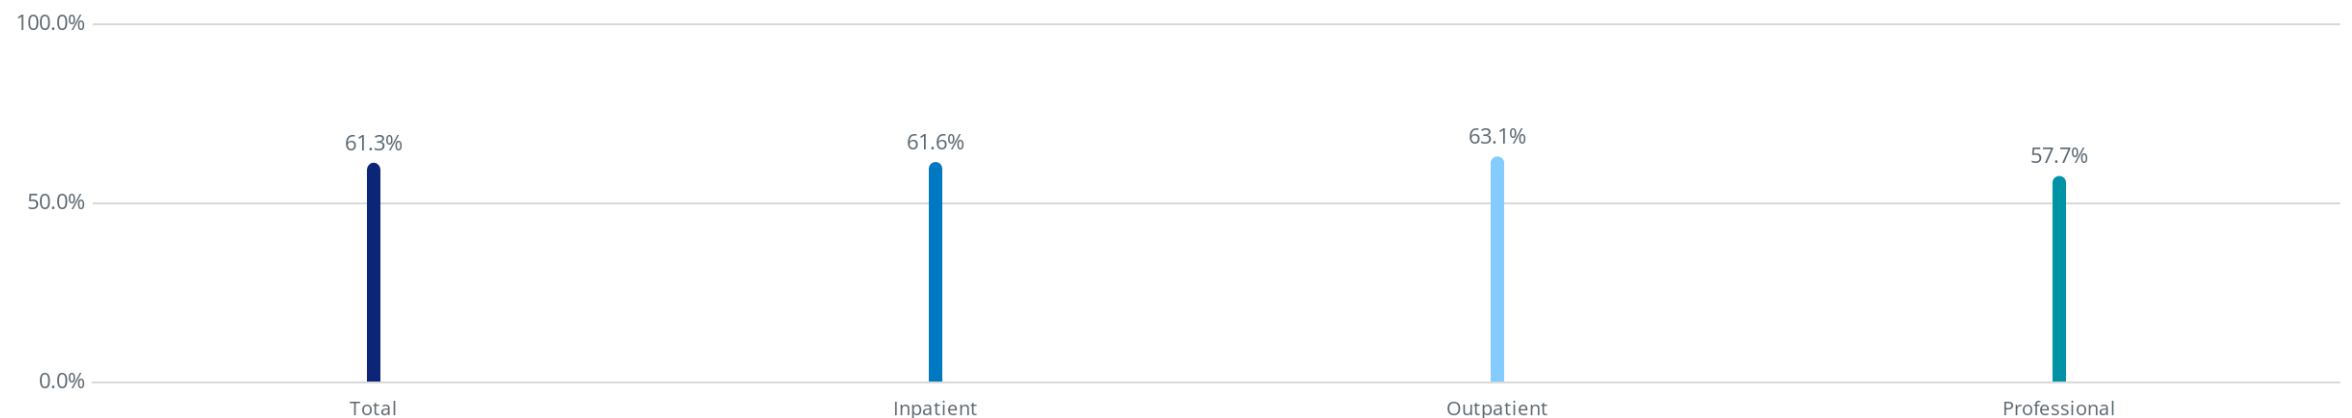 100.0%
61.3%
61.6%
63.1%
57.7%
50.0%
0.0%
Total
Inpatient
Outpatient
Professional